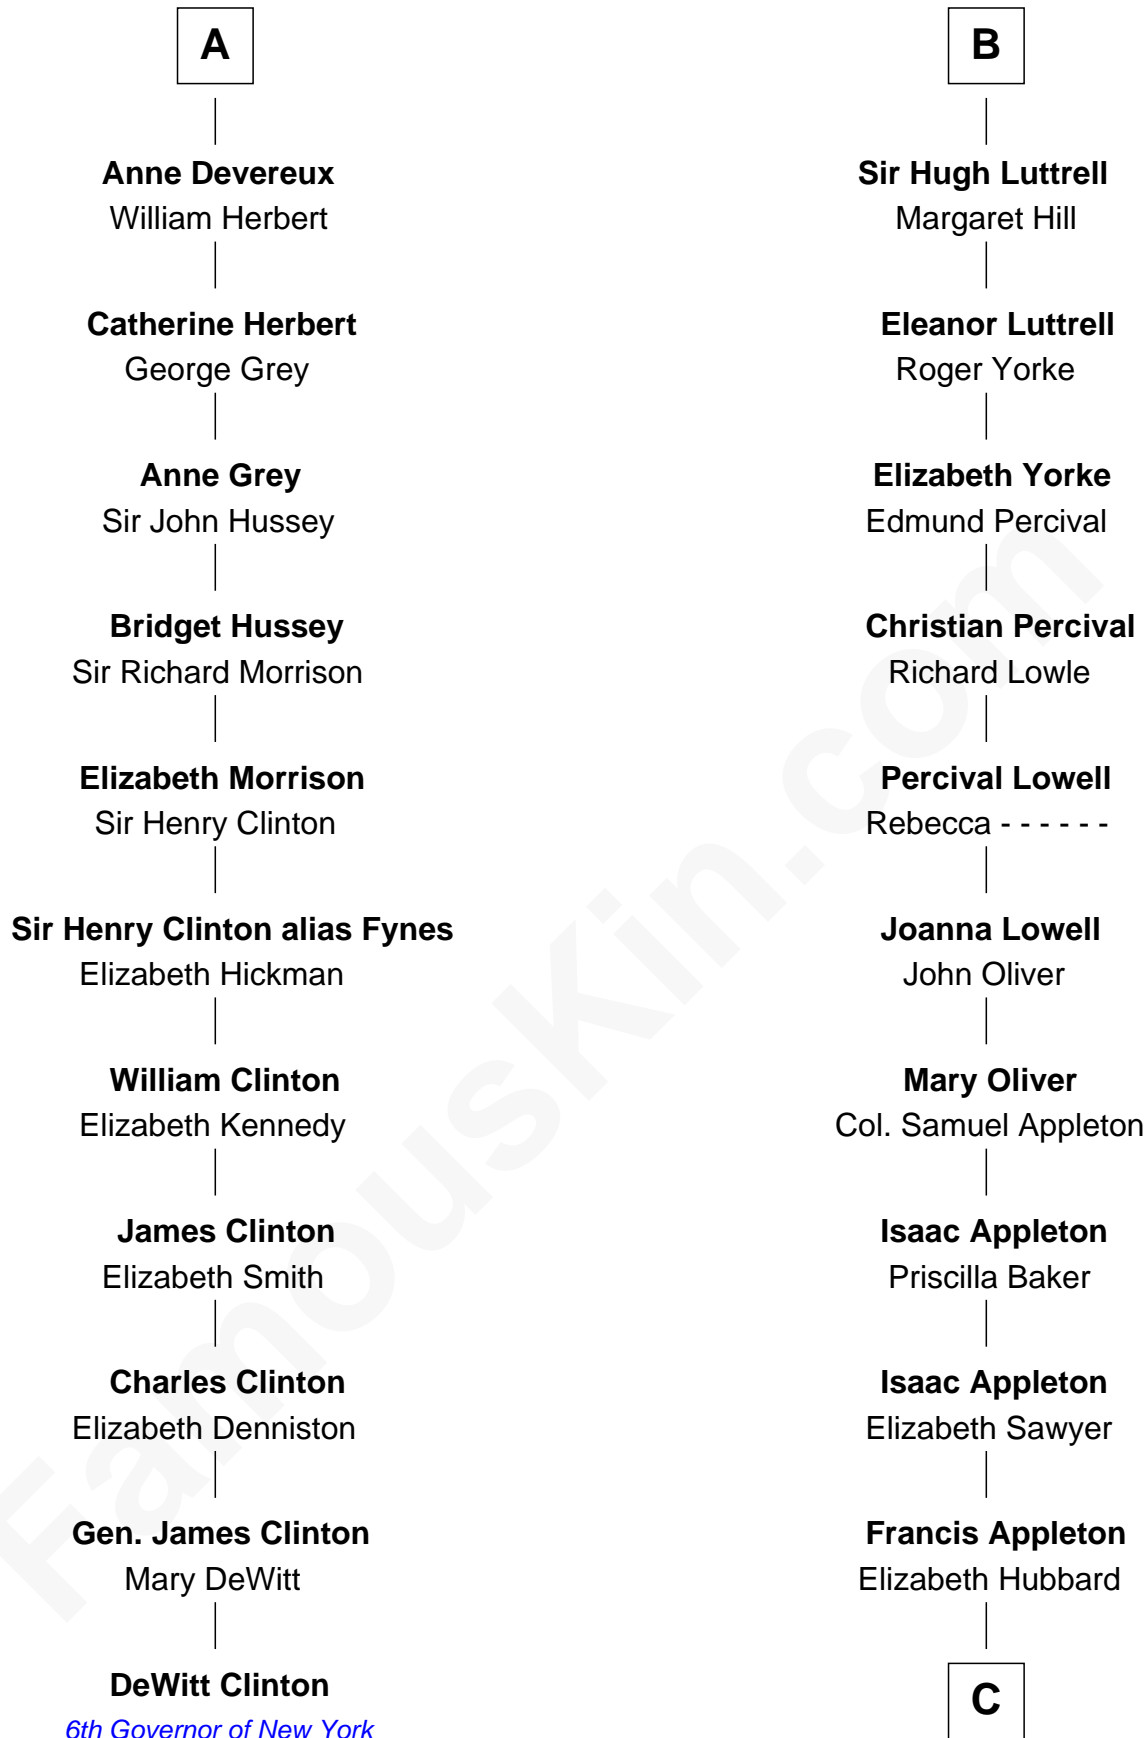 A
Anne Devereux
William Herbert
Catherine Herbert
George Grey
Anne Grey
Sir John Hussey
Bridget Hussey
Sir Richard Morrison
Elizabeth Morrison
Sir Henry Clinton
Sir Henry Clinton alias Fynes
Elizabeth Hickman
William Clinton
Elizabeth Kennedy
James Clinton
Elizabeth Smith
Charles Clinton
Elizabeth Denniston
Gen. James Clinton
Mary DeWitt
DeWitt Clinton
6th Governor of New York
B
Sir Hugh Luttrell
Margaret Hill
Eleanor Luttrell
Roger Yorke
Elizabeth Yorke
Edmund Percival
Christian Percival
Richard Lowle
Percival Lowell
Rebecca - - - - - -
Joanna Lowell
John Oliver
Mary Oliver
Col. Samuel Appleton
Isaac Appleton
Priscilla Baker
Isaac Appleton
Elizabeth Sawyer
Francis Appleton
Elizabeth Hubbard
C
FamousKin.com